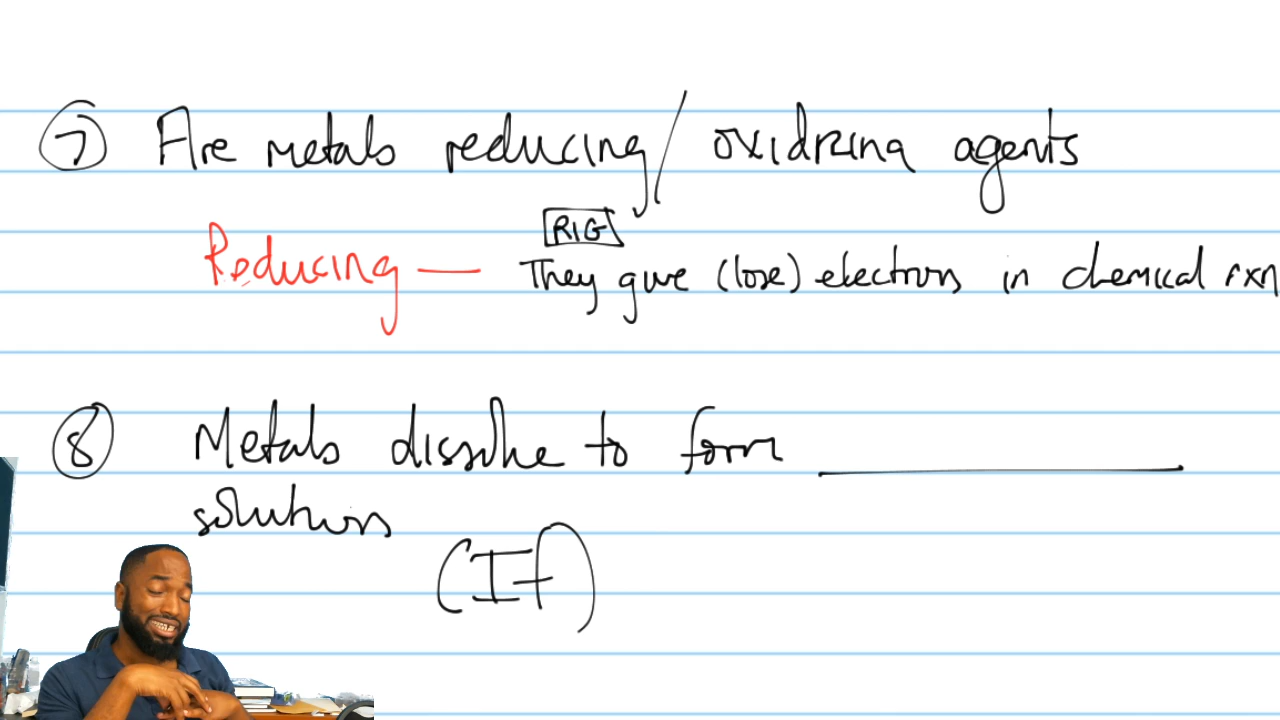 7 Are metals reducing / oxidizing agents
RIG
Reducing — They give (lose) electrons in chemical rxn
8 Metals dissolve to form ______
solutions
(If)